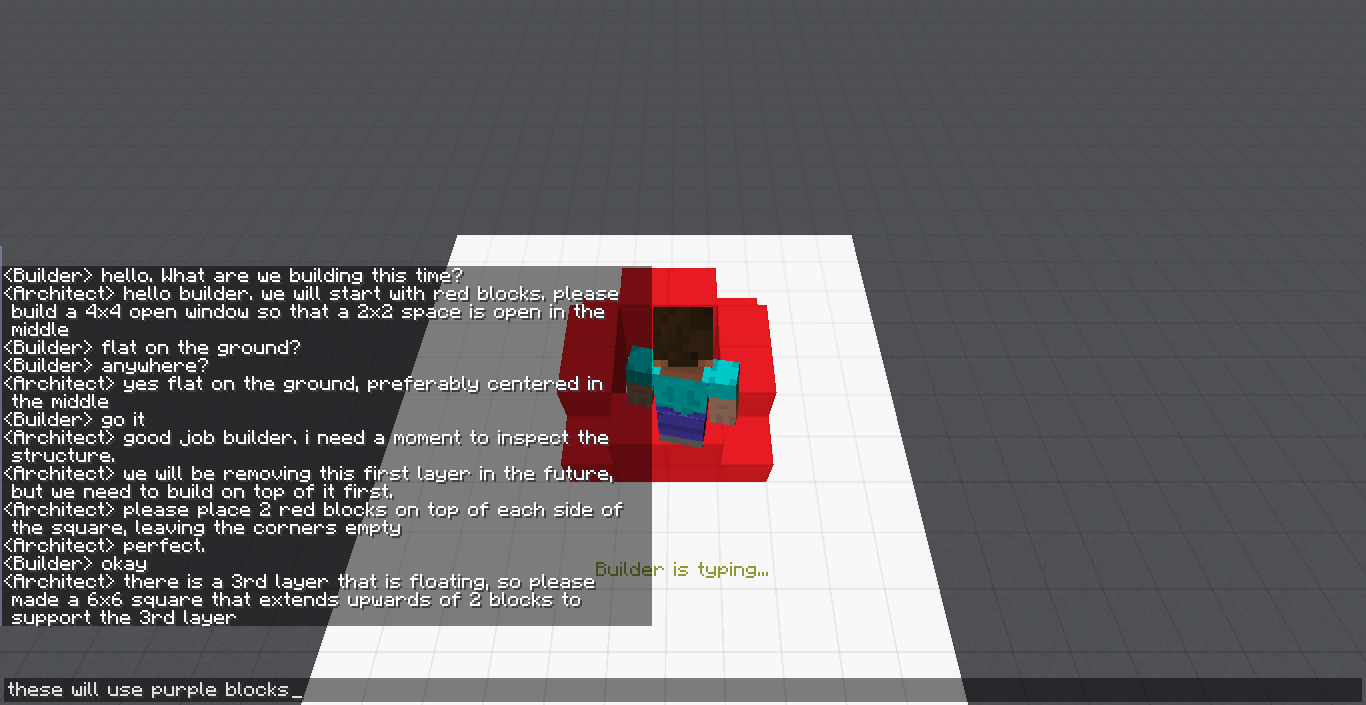 <Builder> hello. What are we building this time?
<Architect> hello builder. we will start with red blocks. please
build a 4x4 open window so that a 2x2 space is open in the
middle
<Builder> flat on the ground?
<Builder> anywhere?
<Architect> yes flat on the ground, preferably centered in
the middle
<Builder> go it
<Architect> good job builder. i need a moment to inspect the
structure.
<Architect> we will be removing this first layer in the future,
but we need to build on top of it first.
<Architect> please place 2 red blocks on top of each side of
the square, leaving the corners empty
<Architect> perfect.
<Builder> okay
<Architect> there is a 3rd layer that is floating, so please
made a 6x6 square that extends upwards of 2 blocks to
support the 3rd layer
Builder is typing...
these will use purple blocks_